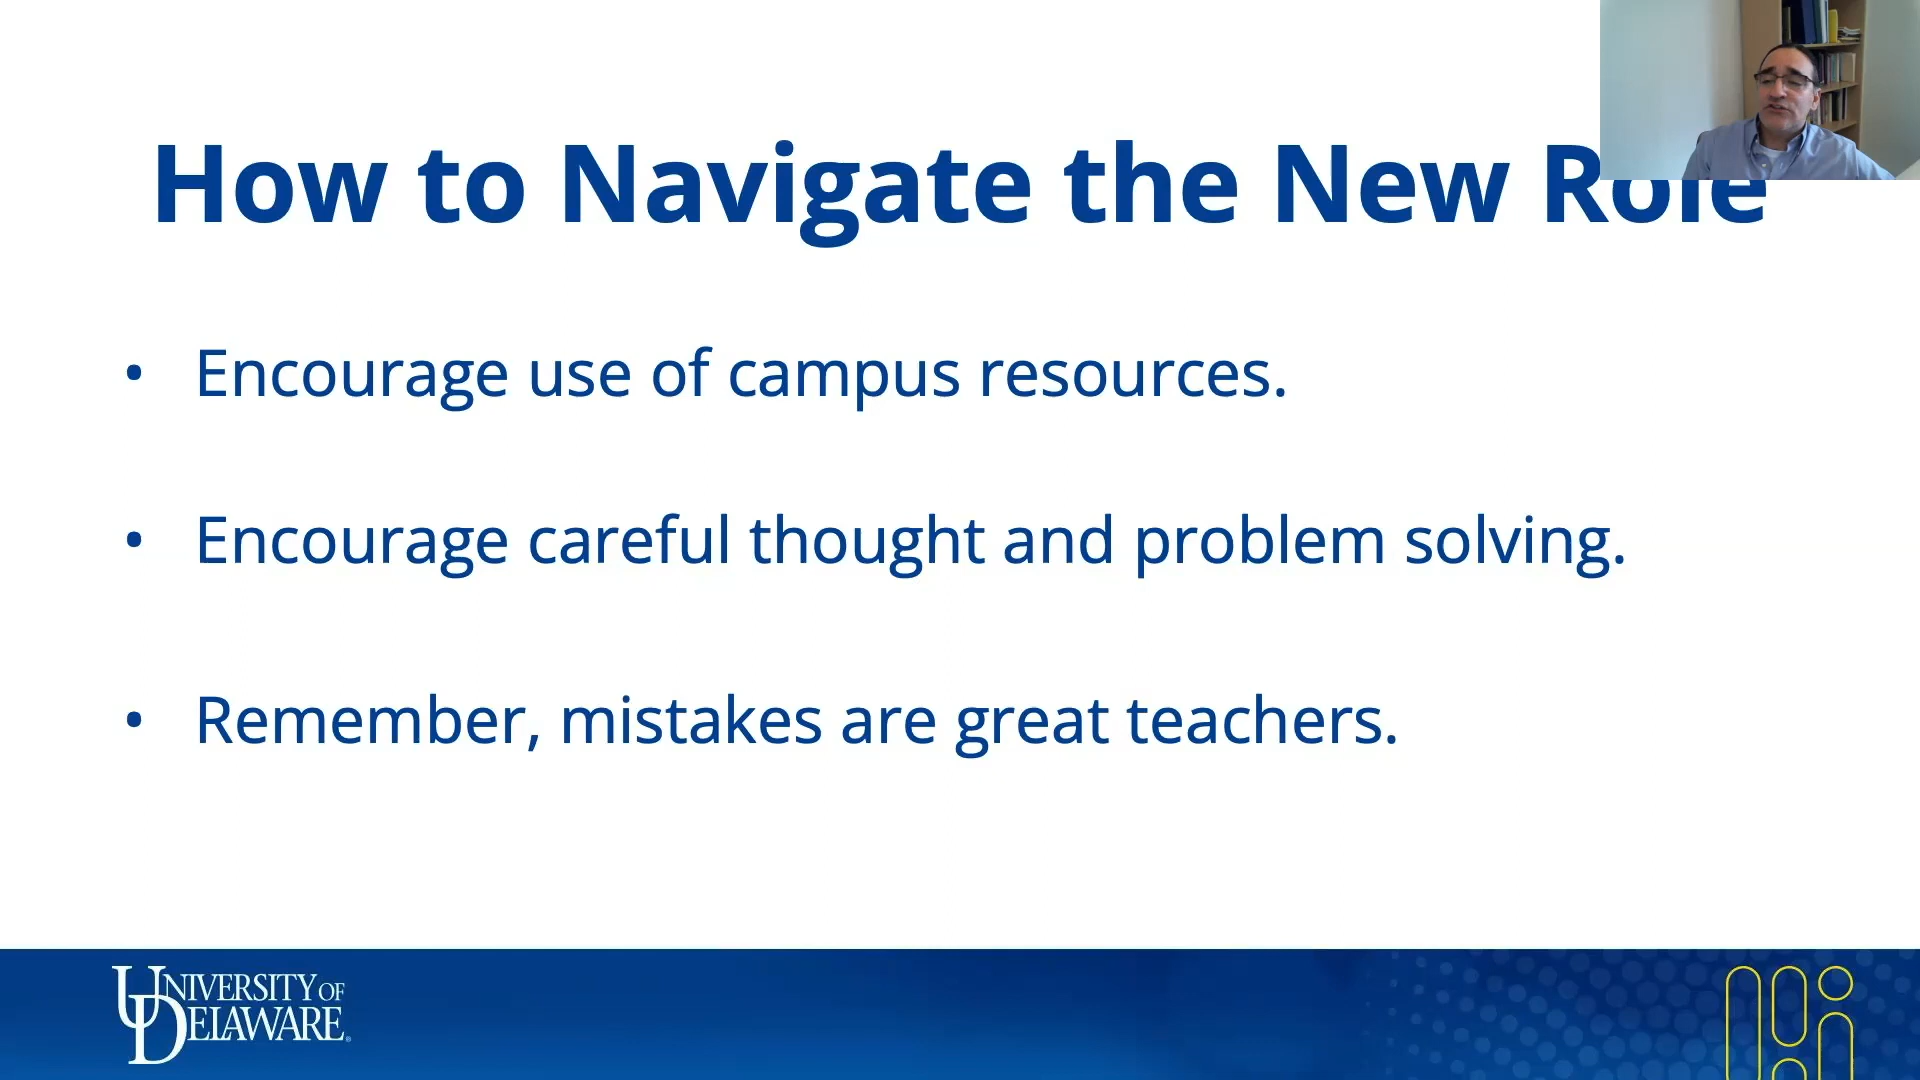 How to Navigate the New Role
• Encourage use of campus resources.
• Encourage careful thought and problem solving.
• Remember, mistakes are great teachers.
UNIVERSITY OF
DELAWARE®